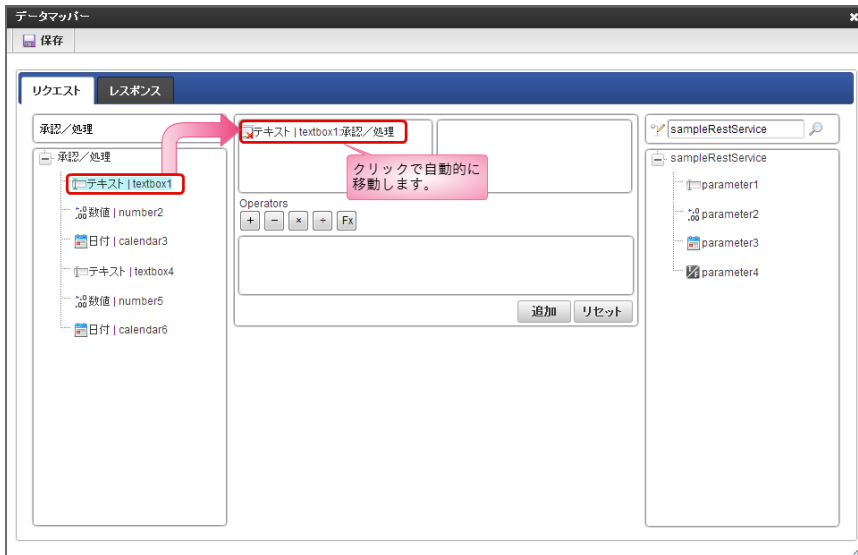 データマッパー
保存
リクエスト レスポンス
承認／処理
承認／処理
テキスト | textbox1
数値 | number2
日付 | calendar3
テキスト | textbox4
数値 | number5
日付 | calendar6
テキスト | textbox1:承認／処理
クリックで自動的に
移動します。
Operators
+ − × ÷ Fx
追加 リセット
sampleRestService
sampleRestService
parameter1
parameter2
parameter3
parameter4